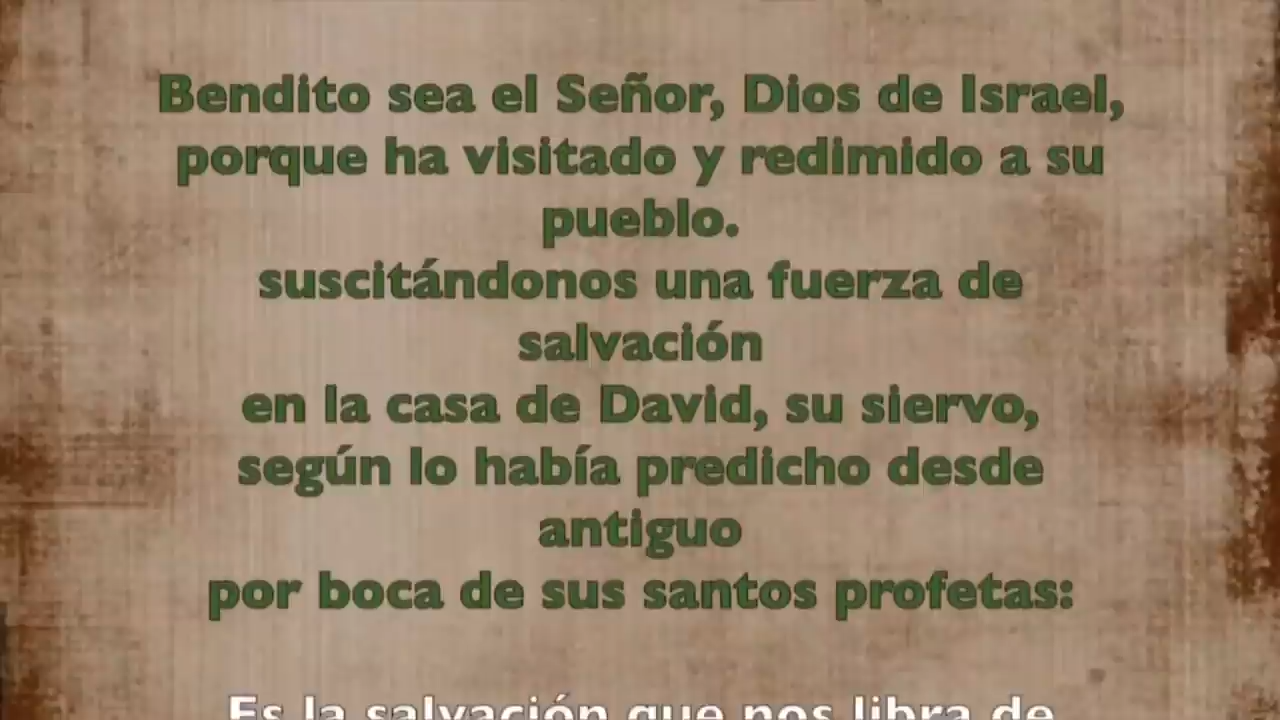 Bendito sea el Señor, Dios de Israel,
porque ha visitado y redimido a su
pueblo.
suscitándonos una fuerza de
salvación
en la casa de David, su siervo,
según lo había predicho desde
antiguo
por boca de sus santos profetas:
Es la salvación que nos libra de